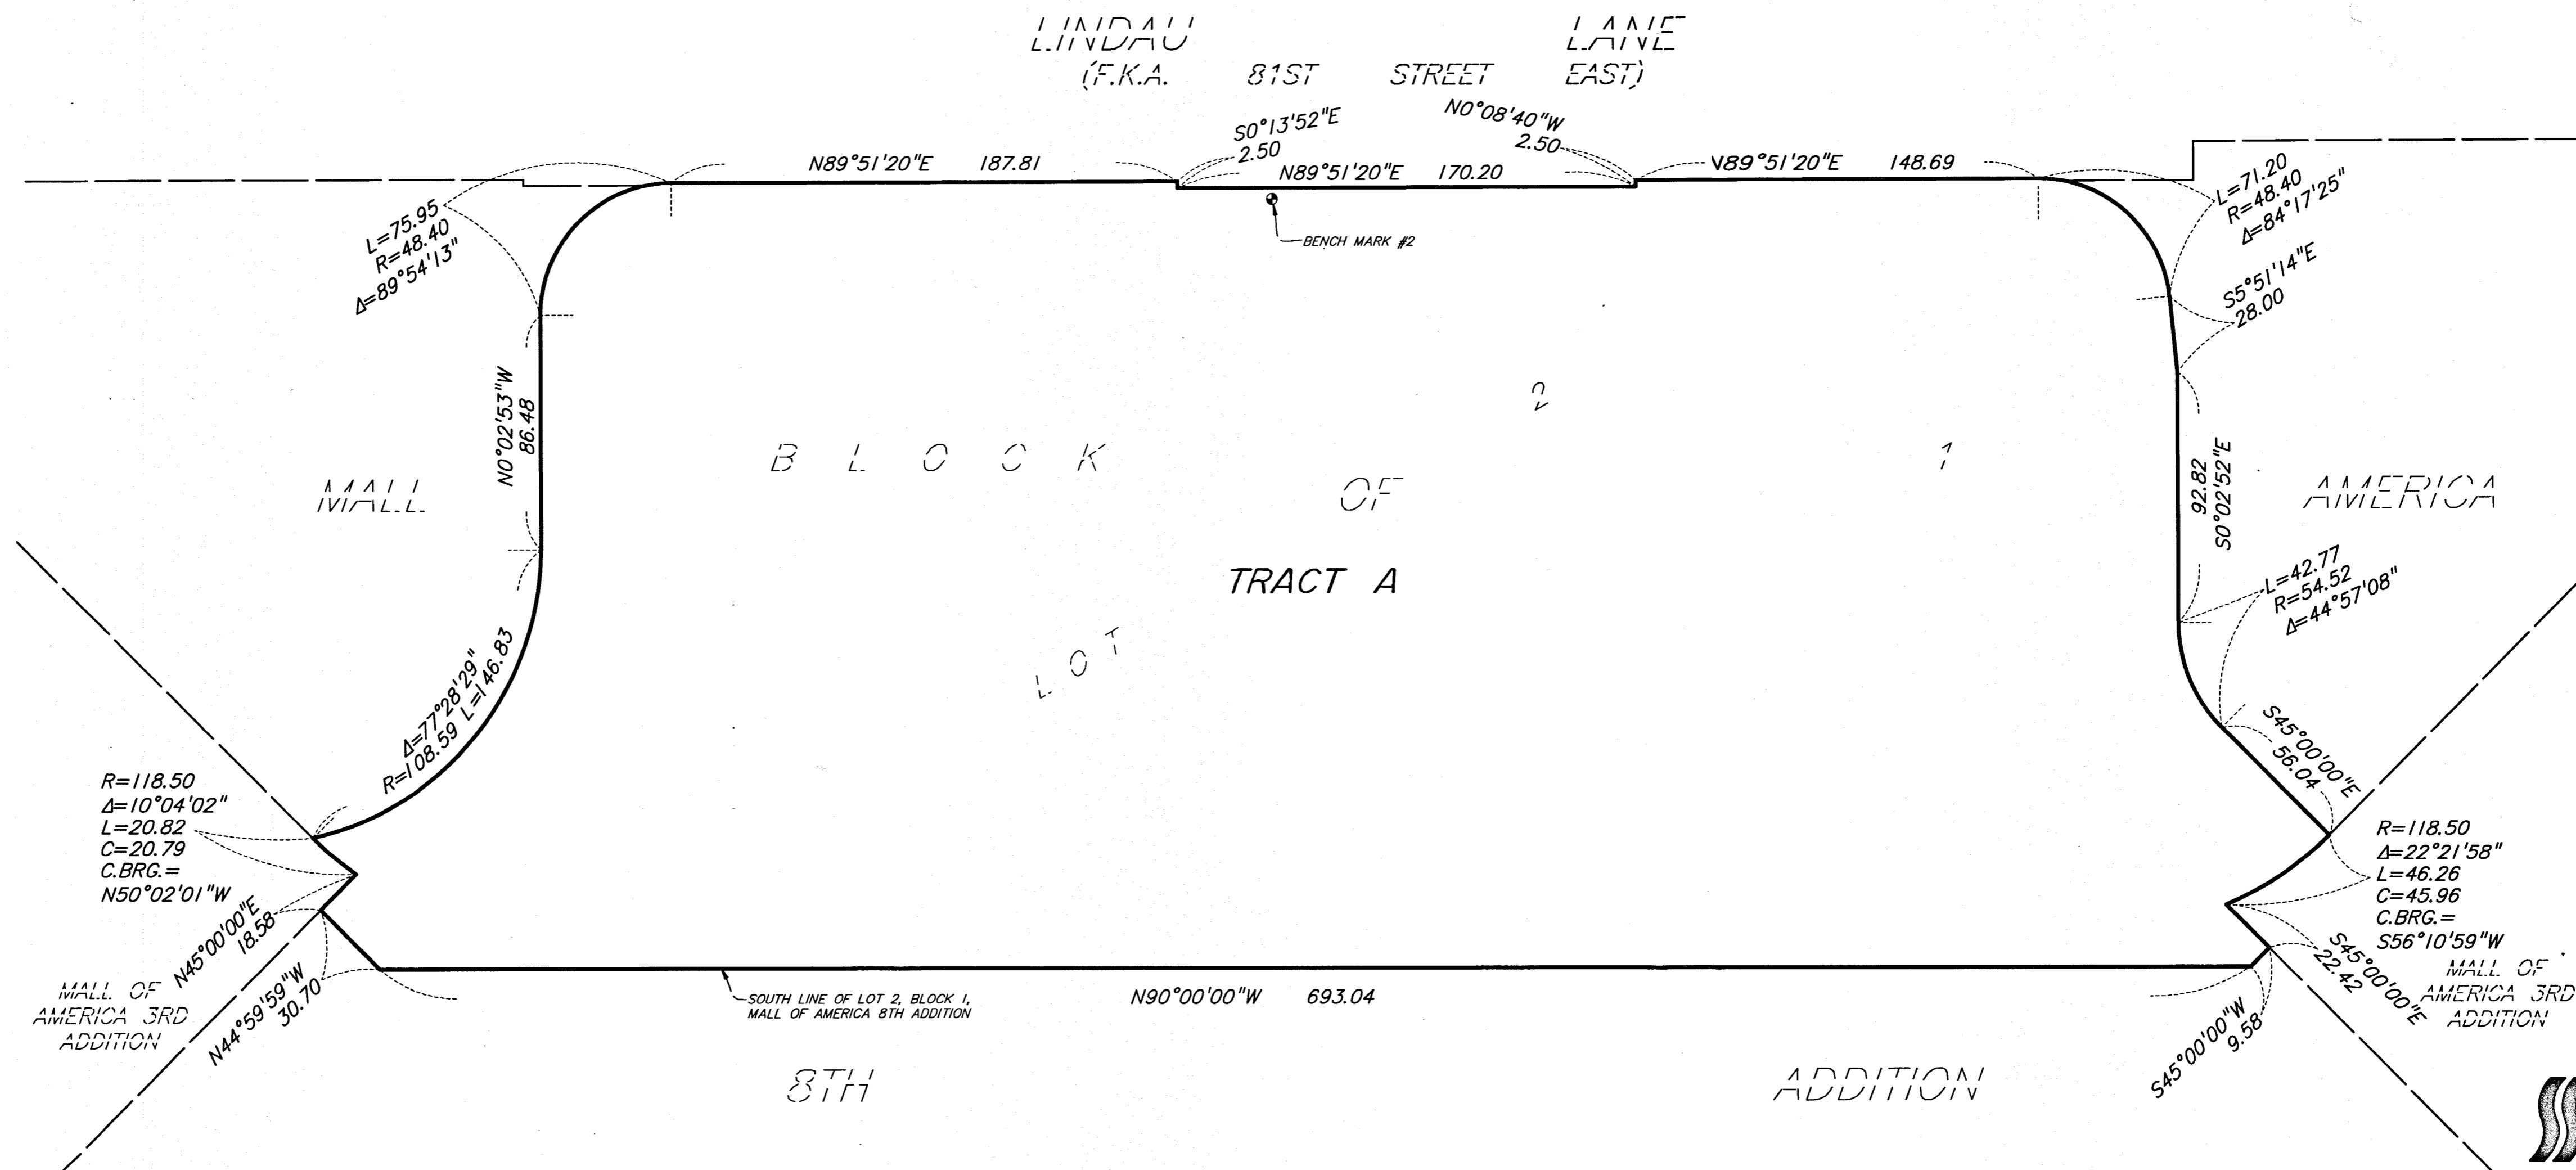 LINDAU LANE
(F.K.A. 81ST STREET EAST)
S0°13'52"E
2.50
N0°08'40"W
2.50
N89°51'20"E 187.81
N89°51'20"E 170.20
N89°51'20"E 148.69
L=75.95
R=48.40
Δ=89°54'13"
BENCH MARK #2
L=71.20
R=48.40
Δ=84°17'25"
S5°51'14"E
28.00
N0°02'53"W
86.48
BLOCK 1
LOT 2
MALL OF AMERICA
TRACT A
92.82
S0°02'52"E
L=42.77
R=54.52
Δ=44°57'08"
Δ=77°28'29"
R=108.59 L=146.83
S45°00'00"E
56.04
R=118.50
Δ=10°04'02"
L=20.82
C=20.79
C.BRG.=
N50°02'01"W
R=118.50
Δ=22°21'58"
L=46.26
C=45.96
C.BRG.=
S56°10'59"W
N45°00'00"E
18.58
N44°59'59"W
30.70
S45°00'00"E
22.42
S45°00'00"W
9.58
MALL OF
AMERICA 3RD
ADDITION
SOUTH LINE OF LOT 2, BLOCK 1,
MALL OF AMERICA 8TH ADDITION
N90°00'00"W 693.04
MALL OF
AMERICA 3RD
ADDITION
8TH ADDITION